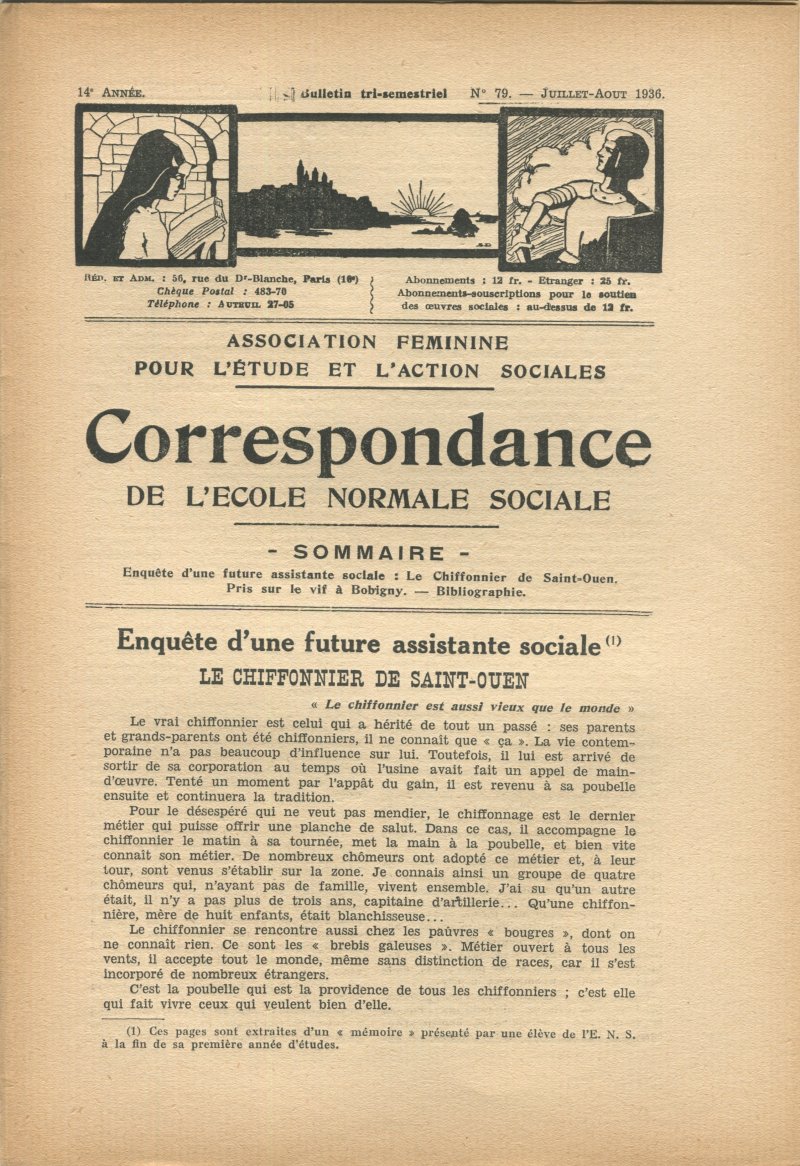 14e ANNÉE.
Bulletin tri-semestriel N° 79. — JUILLET-AOUT 1936.
RÉD. ET ADM. : 56, rue du Dr-Blanche, Paris (16e)
Chèque Postal : 483-70
Téléphone : AUTEUIL 27-05
Abonnements : 12 fr. - Etranger : 25 fr.
Abonnements-souscriptions pour le soutien
des œuvres sociales : au-dessus de 12 fr.
ASSOCIATION FEMININE
POUR L'ÉTUDE ET L'ACTION SOCIALES
Correspondance
DE L'ECOLE NORMALE SOCIALE
- SOMMAIRE -
Enquête d'une future assistante sociale : Le Chiffonnier de Saint-Ouen.
Pris sur le vif à Bobigny. — Bibliographie.
Enquête d'une future assistante sociale (1)
LE CHIFFONNIER DE SAINT-OUEN
« Le chiffonnier est aussi vieux que le monde »
Le vrai chiffonnier est celui qui a hérité de tout un passé : ses parents
et grands-parents ont été chiffonniers, il ne connaît que « ça ». La vie contem-
poraine n'a pas beaucoup d'influence sur lui. Toutefois, il lui est arrivé de
sortir de sa corporation au temps où l'usine avait fait un appel de main-
d'œuvre. Tenté un moment par l'appât du gain, il est revenu à sa poubelle
ensuite et continuera la tradition.
Pour le désespéré qui ne veut pas mendier, le chiffonnage est le dernier
métier qui puisse offrir une planche de salut. Dans ce cas, il accompagne le
chiffonnier le matin à sa tournée, met la main à la poubelle, et bien vite
connaît son métier. De nombreux chômeurs ont adopté ce métier et, à leur
tour, sont venus s'établir sur la zone. Je connais ainsi un groupe de quatre
chômeurs qui, n'ayant pas de famille, vivent ensemble. J'ai su qu'un autre
était, il n'y a pas plus de trois ans, capitaine d'artillerie... Qu'une chiffon-
nière, mère de huit enfants, était blanchisseuse...
Le chiffonnier se rencontre aussi chez les paúvres « bougres », dont on
ne connaît rien. Ce sont les « brebis galeuses ». Métier ouvert à tous les
vents, il accepte tout le monde, même sans distinction de races, car il s'est
incorporé de nombreux étrangers.
C'est la poubelle qui est la providence de tous les chiffonniers ; c'est elle
qui fait vivre ceux qui veulent bien d'elle.
(1) Ces pages sont extraites d'un « mémoire » présenté par une élève de l'E. N. S.
à la fin de sa première année d'études.